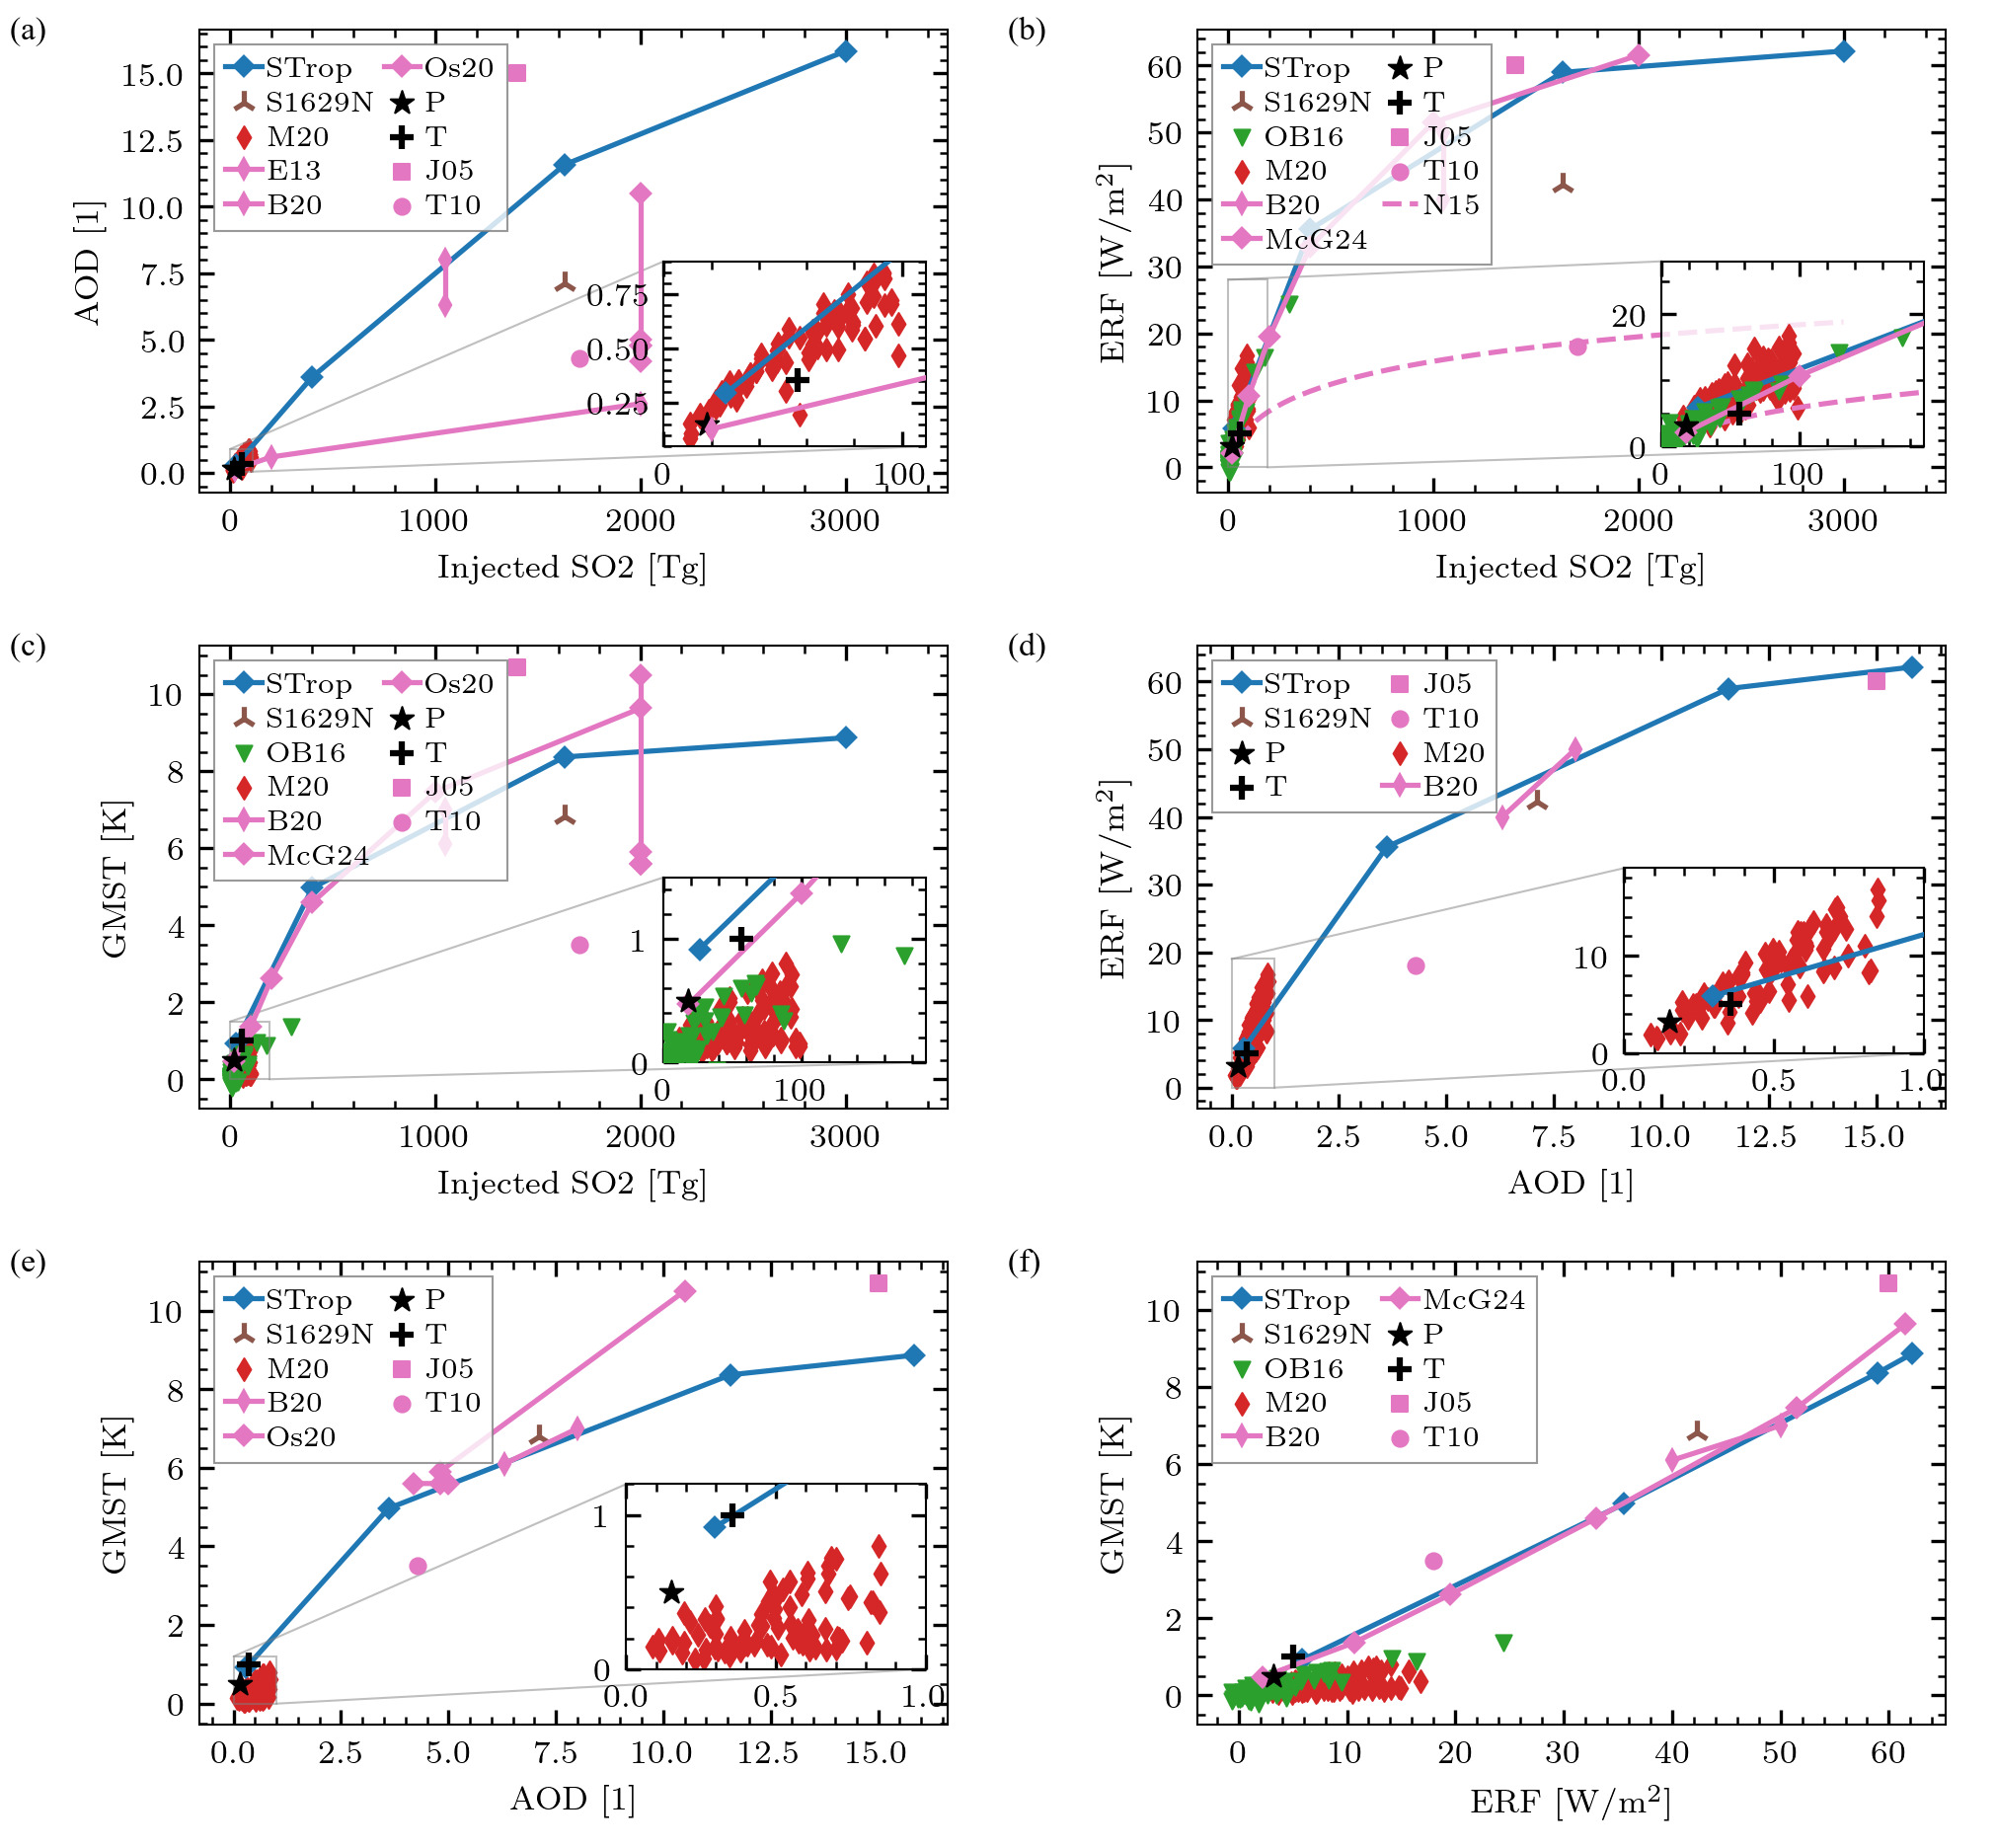 (a)
AOD [1]
15.0
12.5
10.0
7.5
5.0
2.5
0.0
STrop
S1629N
M20
E13
B20
Os20
P
T
J05
T10
0.75
0.50
0.25
0 100
0 1000 2000 3000
Injected SO2 [Tg]
(b)
ERF [W/m²]
60
50
40
30
20
10
0
STrop
S1629N
OB16
M20
B20
McG24
P
T
J05
T10
N15
20
0
0 100
0 1000 2000 3000
Injected SO2 [Tg]
(c)
GMST [K]
10
8
6
4
2
0
STrop
S1629N
OB16
M20
B20
McG24
Os20
P
T
J05
T10
1
0
0 100
0 1000 2000 3000
Injected SO2 [Tg]
(d)
ERF [W/m²]
60
50
40
30
20
10
0
STrop
S1629N
P
T
J05
T10
M20
B20
10
0
0.0 0.5 1.0
0.0 2.5 5.0 7.5 10.0 12.5 15.0
AOD [1]
(e)
GMST [K]
10
8
6
4
2
0
STrop
S1629N
M20
B20
Os20
P
T
J05
T10
1
0
0.0 0.5 1.0
0.0 2.5 5.0 7.5 10.0 12.5 15.0
AOD [1]
(f)
GMST [K]
10
8
6
4
2
0
STrop
S1629N
OB16
M20
B20
McG24
P
T
J05
T10
0 10 20 30 40 50 60
ERF [W/m²]